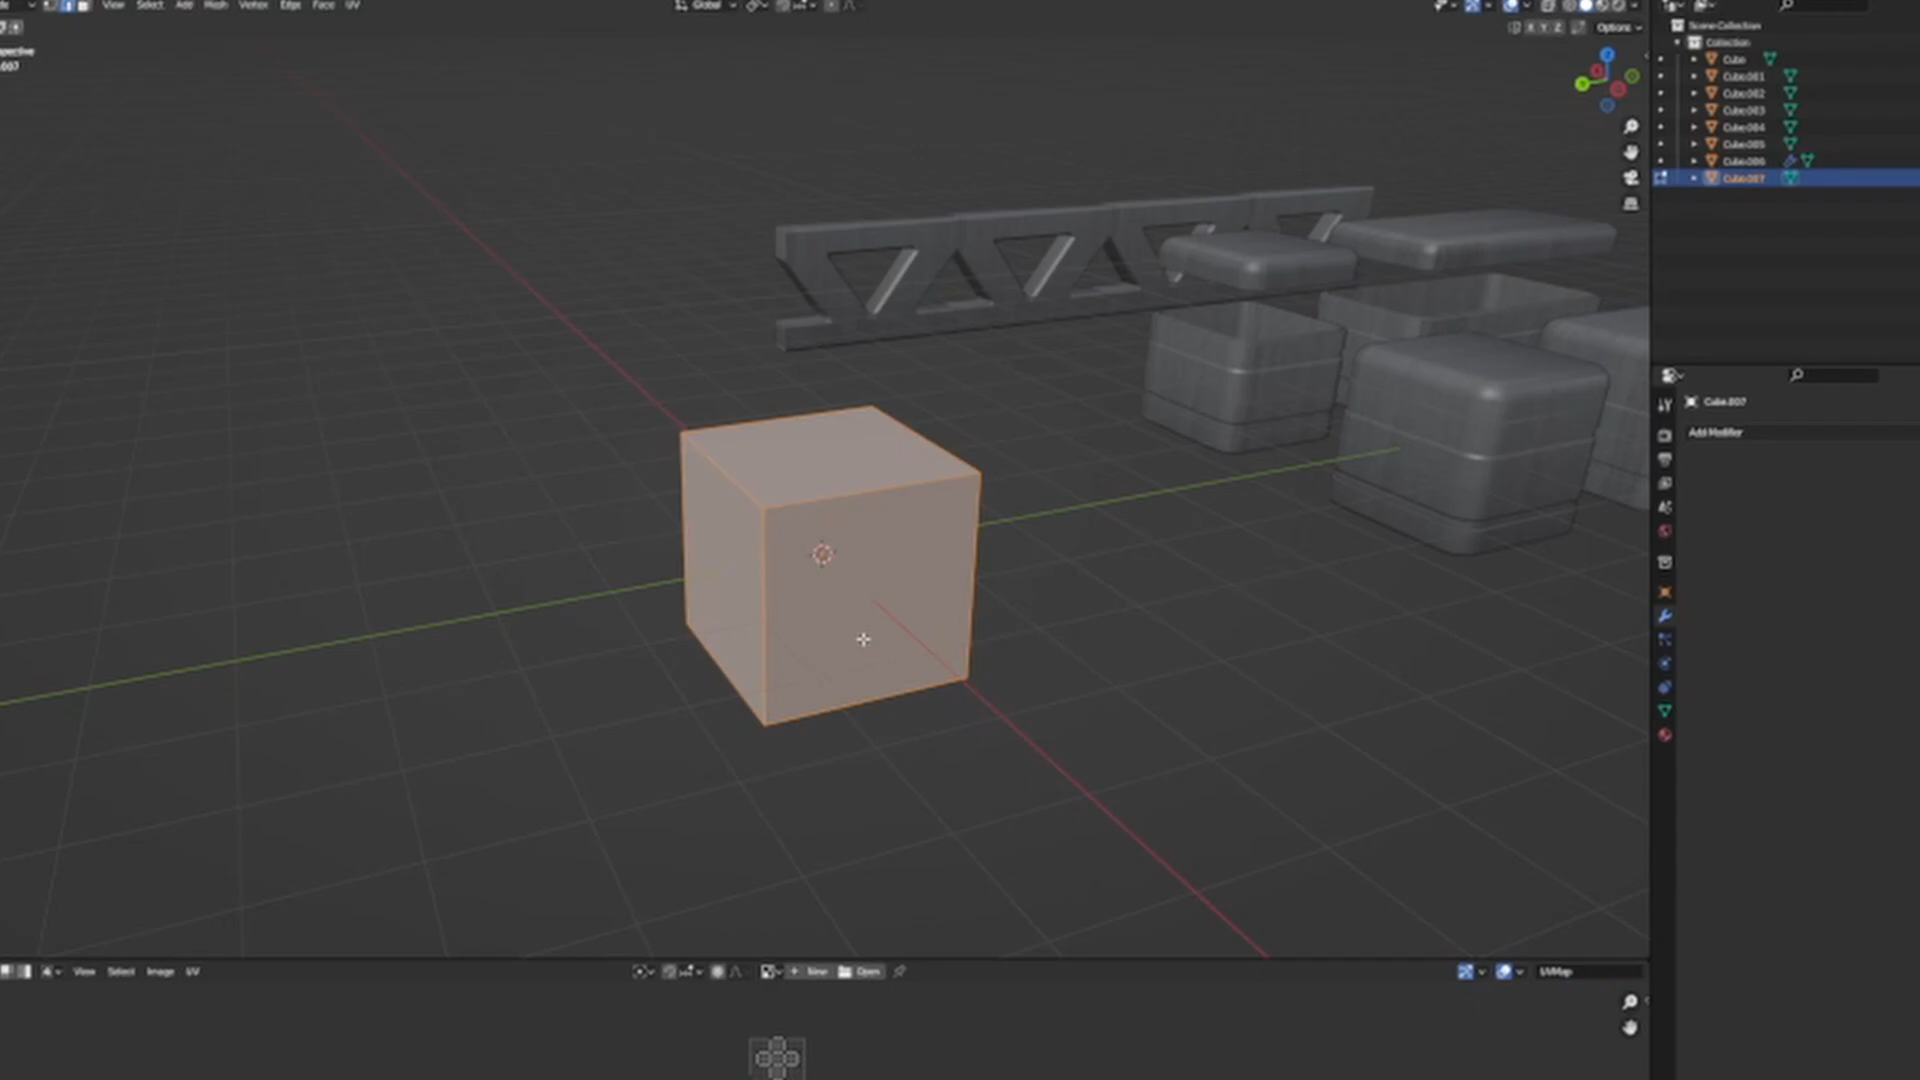 View Select Add Mesh Vertex Edge Face UV
Global
X Y Z Options
.007
Scene Collection
Collection
Cube
Cube.001
Cube.002
Cube.003
Cube.004
Cube.005
Cube.006
Cube.007
Cube.007
Add Modifier
View Select Image UV
+ New Open
UVMap